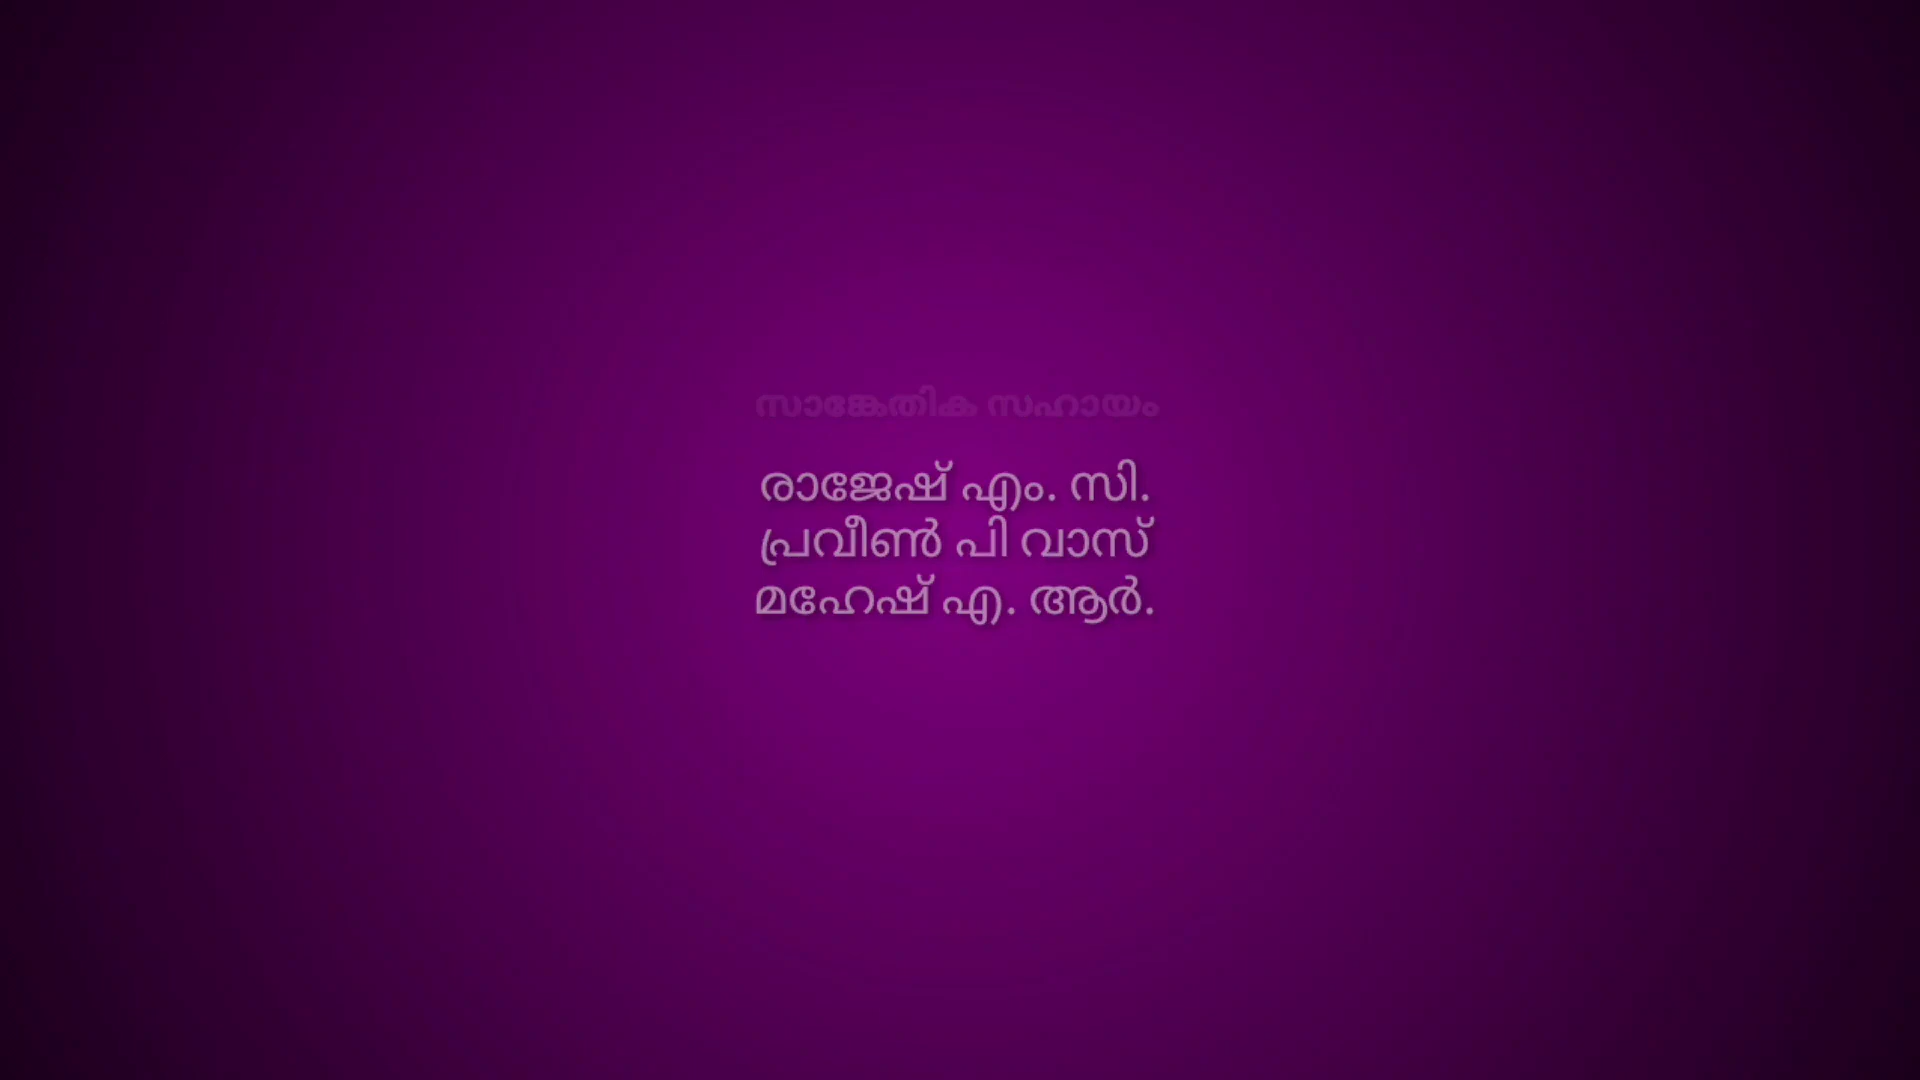 സാങ്കേതിക സഹായം
രാജേഷ് എം. സി.
പ്രവീൺ പി വാസ്
മഹേഷ് എ. ആർ.